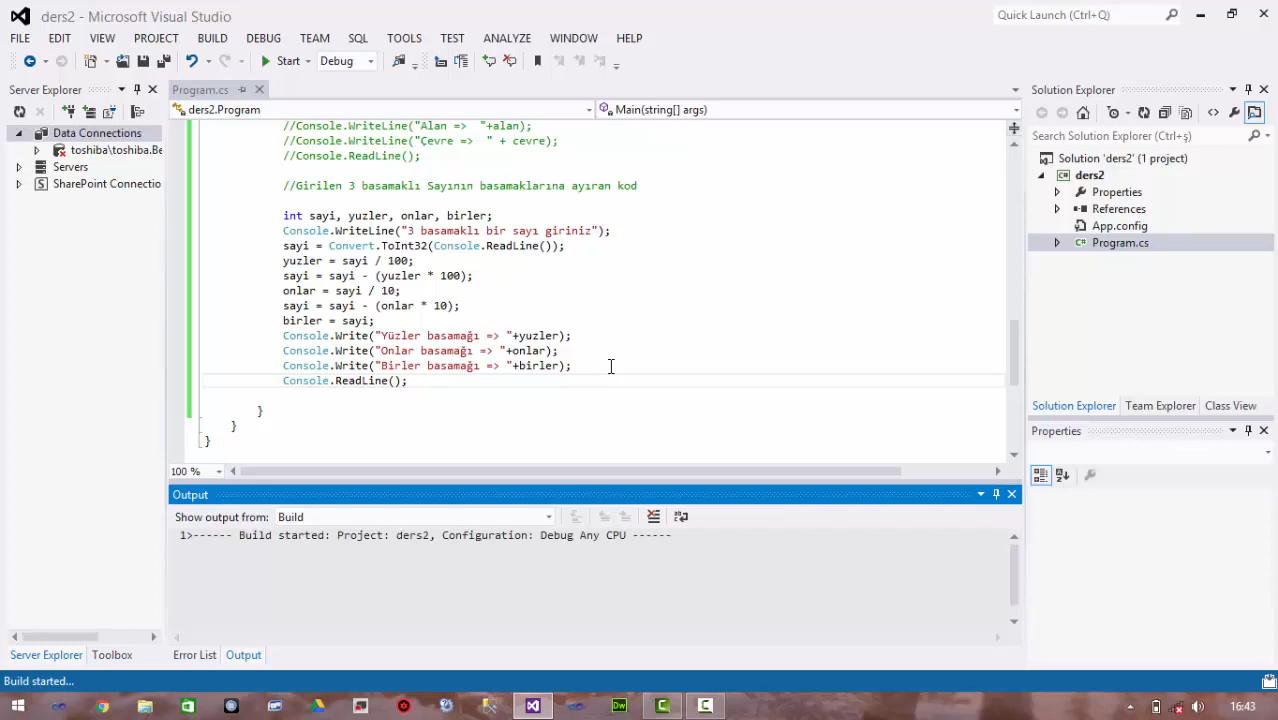 ders2 - Microsoft Visual Studio
Quick Launch (Ctrl+Q)
FILE EDIT VIEW PROJECT BUILD DEBUG TEAM SQL TOOLS TEST ANALYZE WINDOW HELP
Start Debug
Server Explorer
Data Connections
toshiba\toshiba.Be
Servers
SharePoint Connectio
Server Explorer Toolbox
Program.cs
ders2.Program Main(string[] args)
//Console.WriteLine("Alan =>  "+alan);
//Console.WriteLine("Çevre =>  " + cevre);
//Console.ReadLine();
//Girilen 3 basamaklı Sayının basamaklarına ayıran kod
int sayi, yuzler, onlar, birler;
Console.WriteLine("3 basamaklı bir sayı giriniz");
sayi = Convert.ToInt32(Console.ReadLine());
yuzler = sayi / 100;
sayi = sayi - (yuzler * 100);
onlar = sayi / 10;
sayi = sayi - (onlar * 10);
birler = sayi;
Console.Write("Yüzler basamağı => "+yuzler);
Console.Write("Onlar basamağı => "+onlar);
Console.Write("Birler basamağı => "+birler);
Console.ReadLine();
}
}
}
100 %
Output
Show output from: Build
1>------ Build started: Project: ders2, Configuration: Debug Any CPU ------
Error List Output
Solution Explorer
Search Solution Explorer (Ctrl+ş)
Solution 'ders2' (1 project)
ders2
Properties
References
App.config
C# Program.cs
Solution Explorer Team Explorer Class View
Properties
Build started...
Dw
16:43